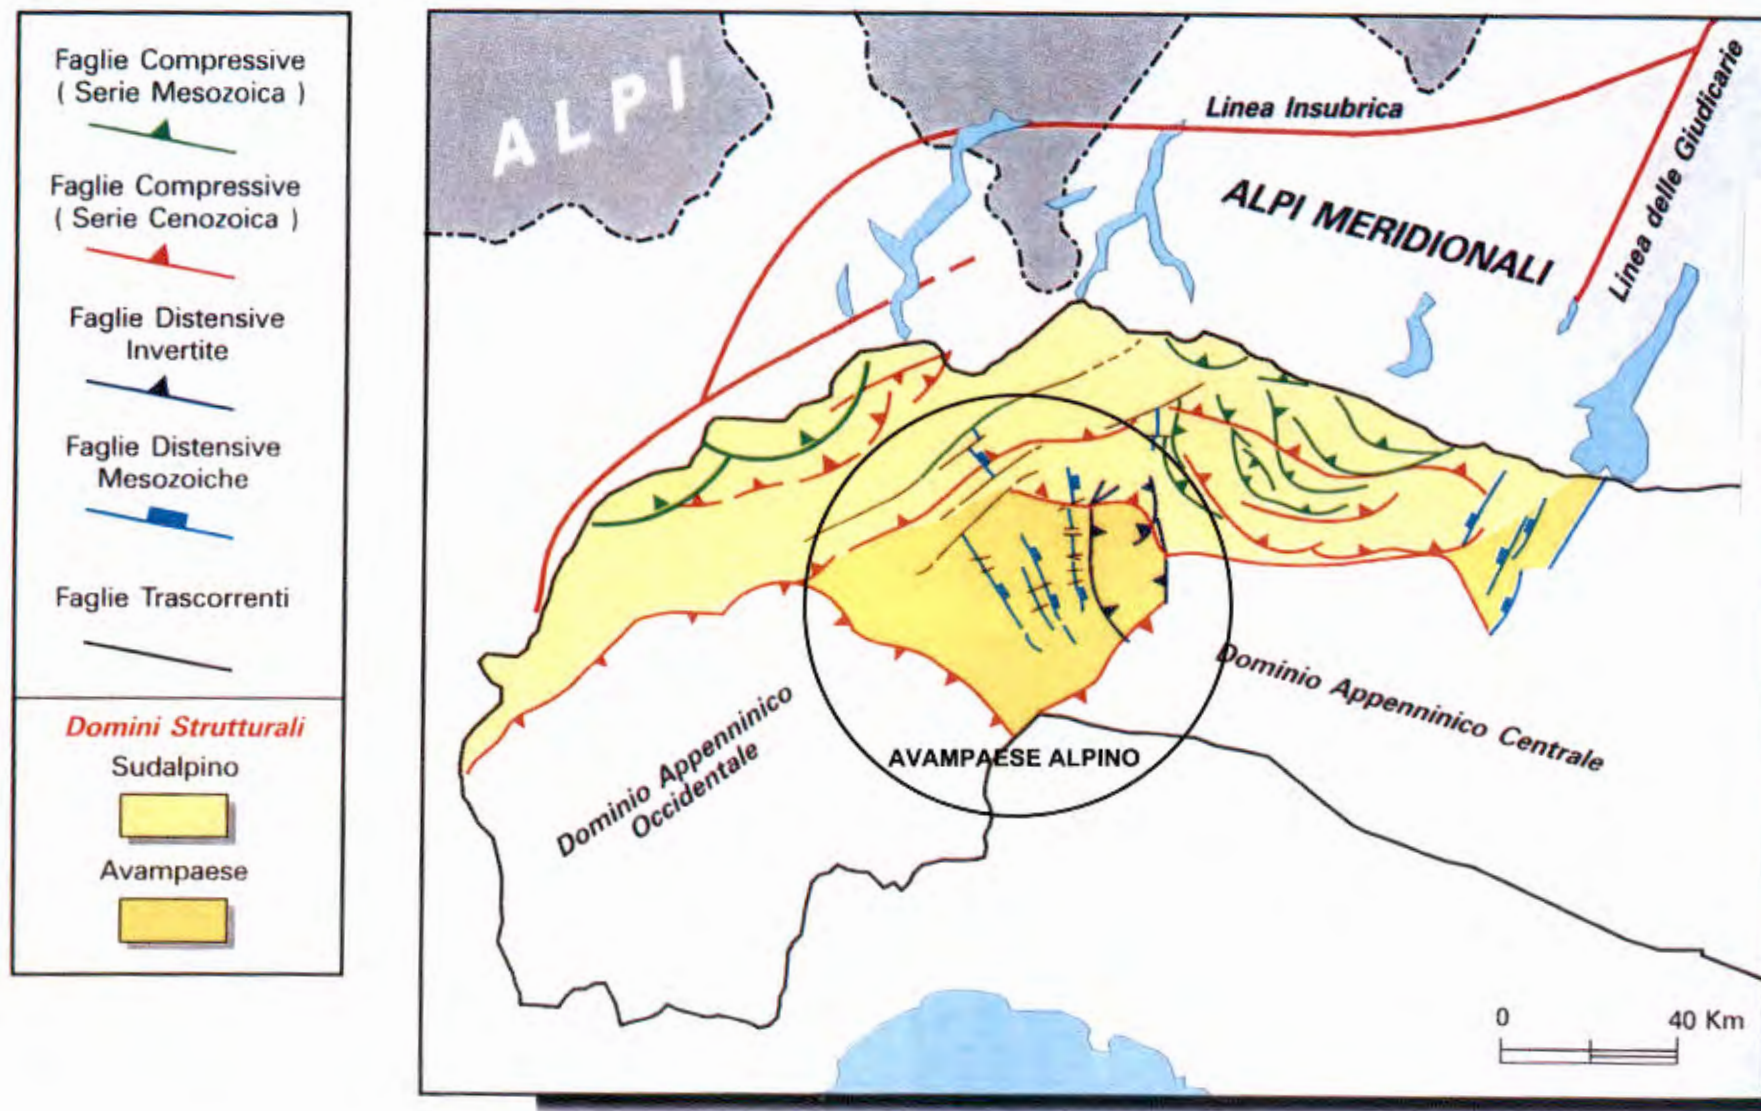 Faglie Compressive
( Serie Mesozoica )
Faglie Compressive
( Serie Cenozoica )
Faglie Distensive
Invertite
Faglie Distensive
Mesozoiche
Faglie Trascorrenti
Domini Strutturali
Sudalpino
Avampaese
ALPI
Linea Insubrica
Linea delle Giudicarie
ALPI MERIDIONALI
Dominio Appenninico
Occidentale
AVAMPAESE ALPINO
Dominio Appenninico Centrale
0 40 Km